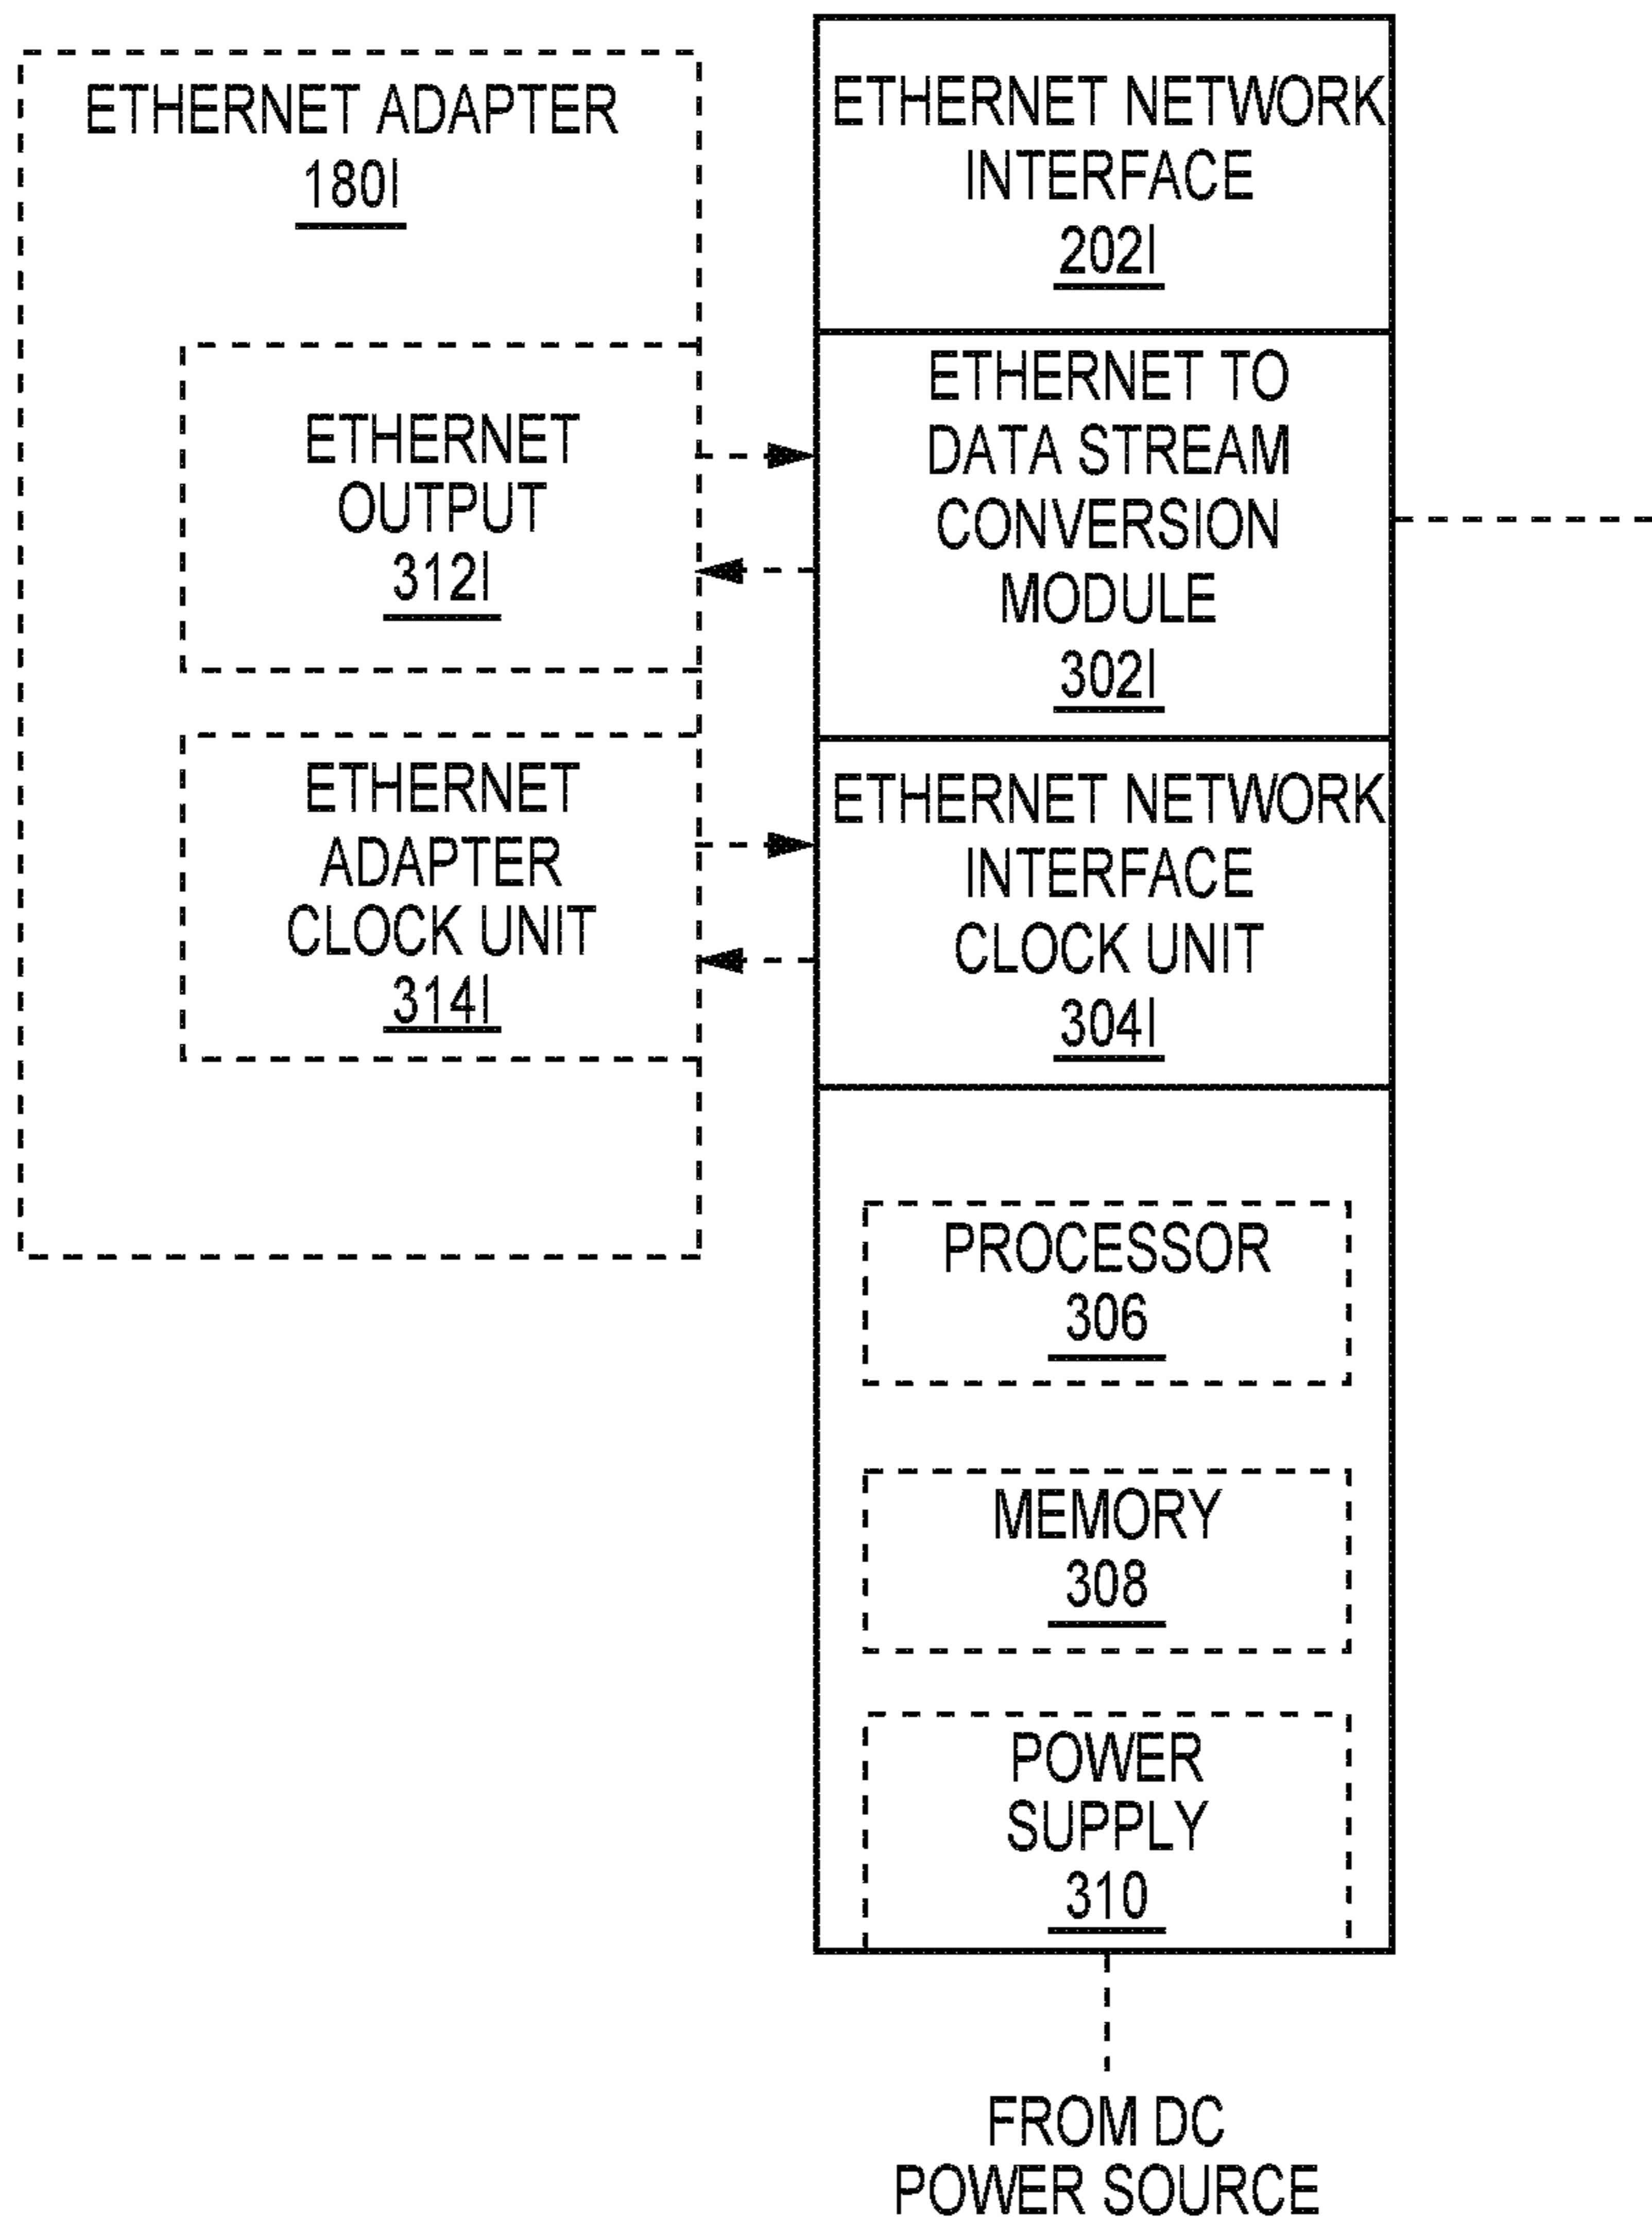 ETHERNET ADAPTER
180I
ETHERNET
OUTPUT
312I
ETHERNET
ADAPTER
CLOCK UNIT
314I
ETHERNET NETWORK
INTERFACE
202I
ETHERNET TO
DATA STREAM
CONVERSION
MODULE
302I
ETHERNET NETWORK
INTERFACE
CLOCK UNIT
304I
PROCESSOR
306
MEMORY
308
POWER
SUPPLY
310
FROM DC
POWER SOURCE